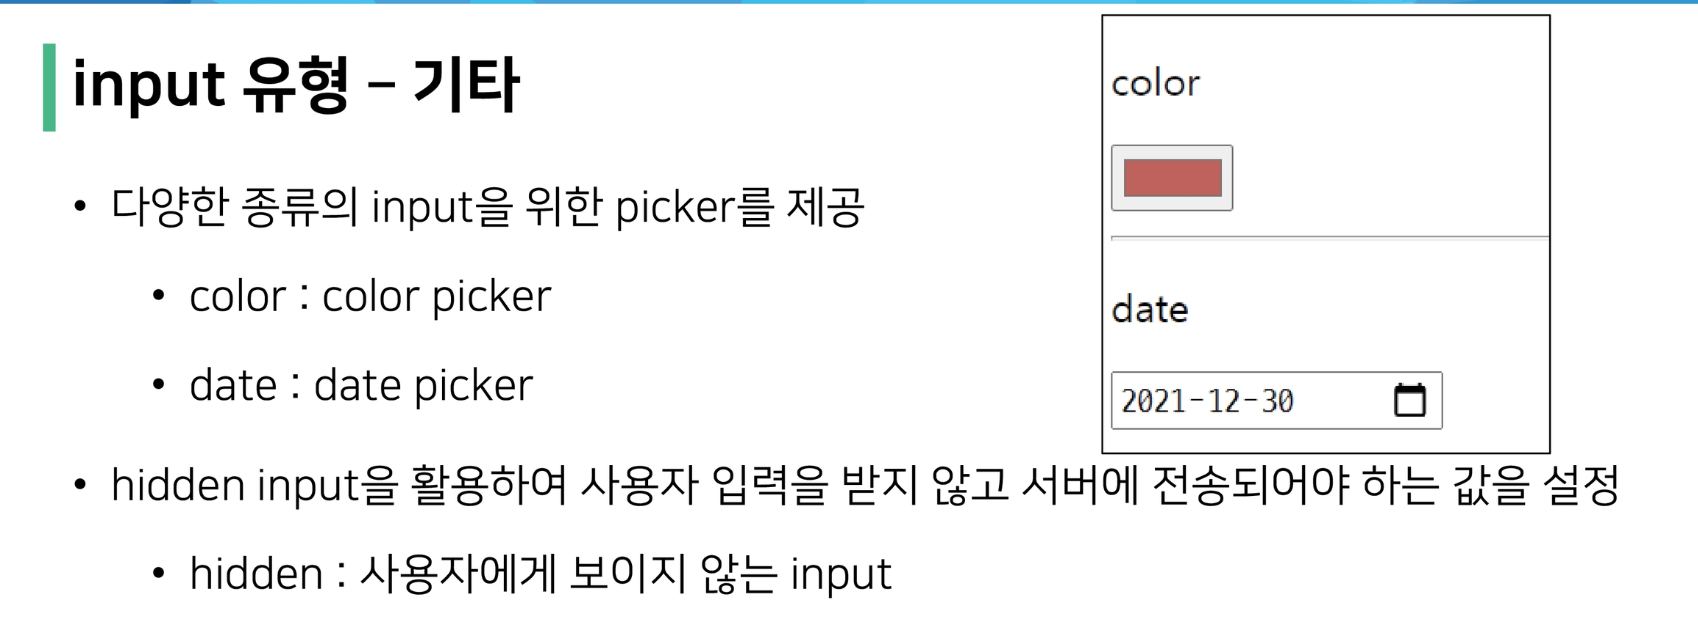 input 유형 – 기타
• 다양한 종류의 input을 위한 picker를 제공
• color : color picker
• date : date picker
• hidden input을 활용하여 사용자 입력을 받지 않고 서버에 전송되어야 하는 값을 설정
• hidden : 사용자에게 보이지 않는 input
color
date
2021-12-30